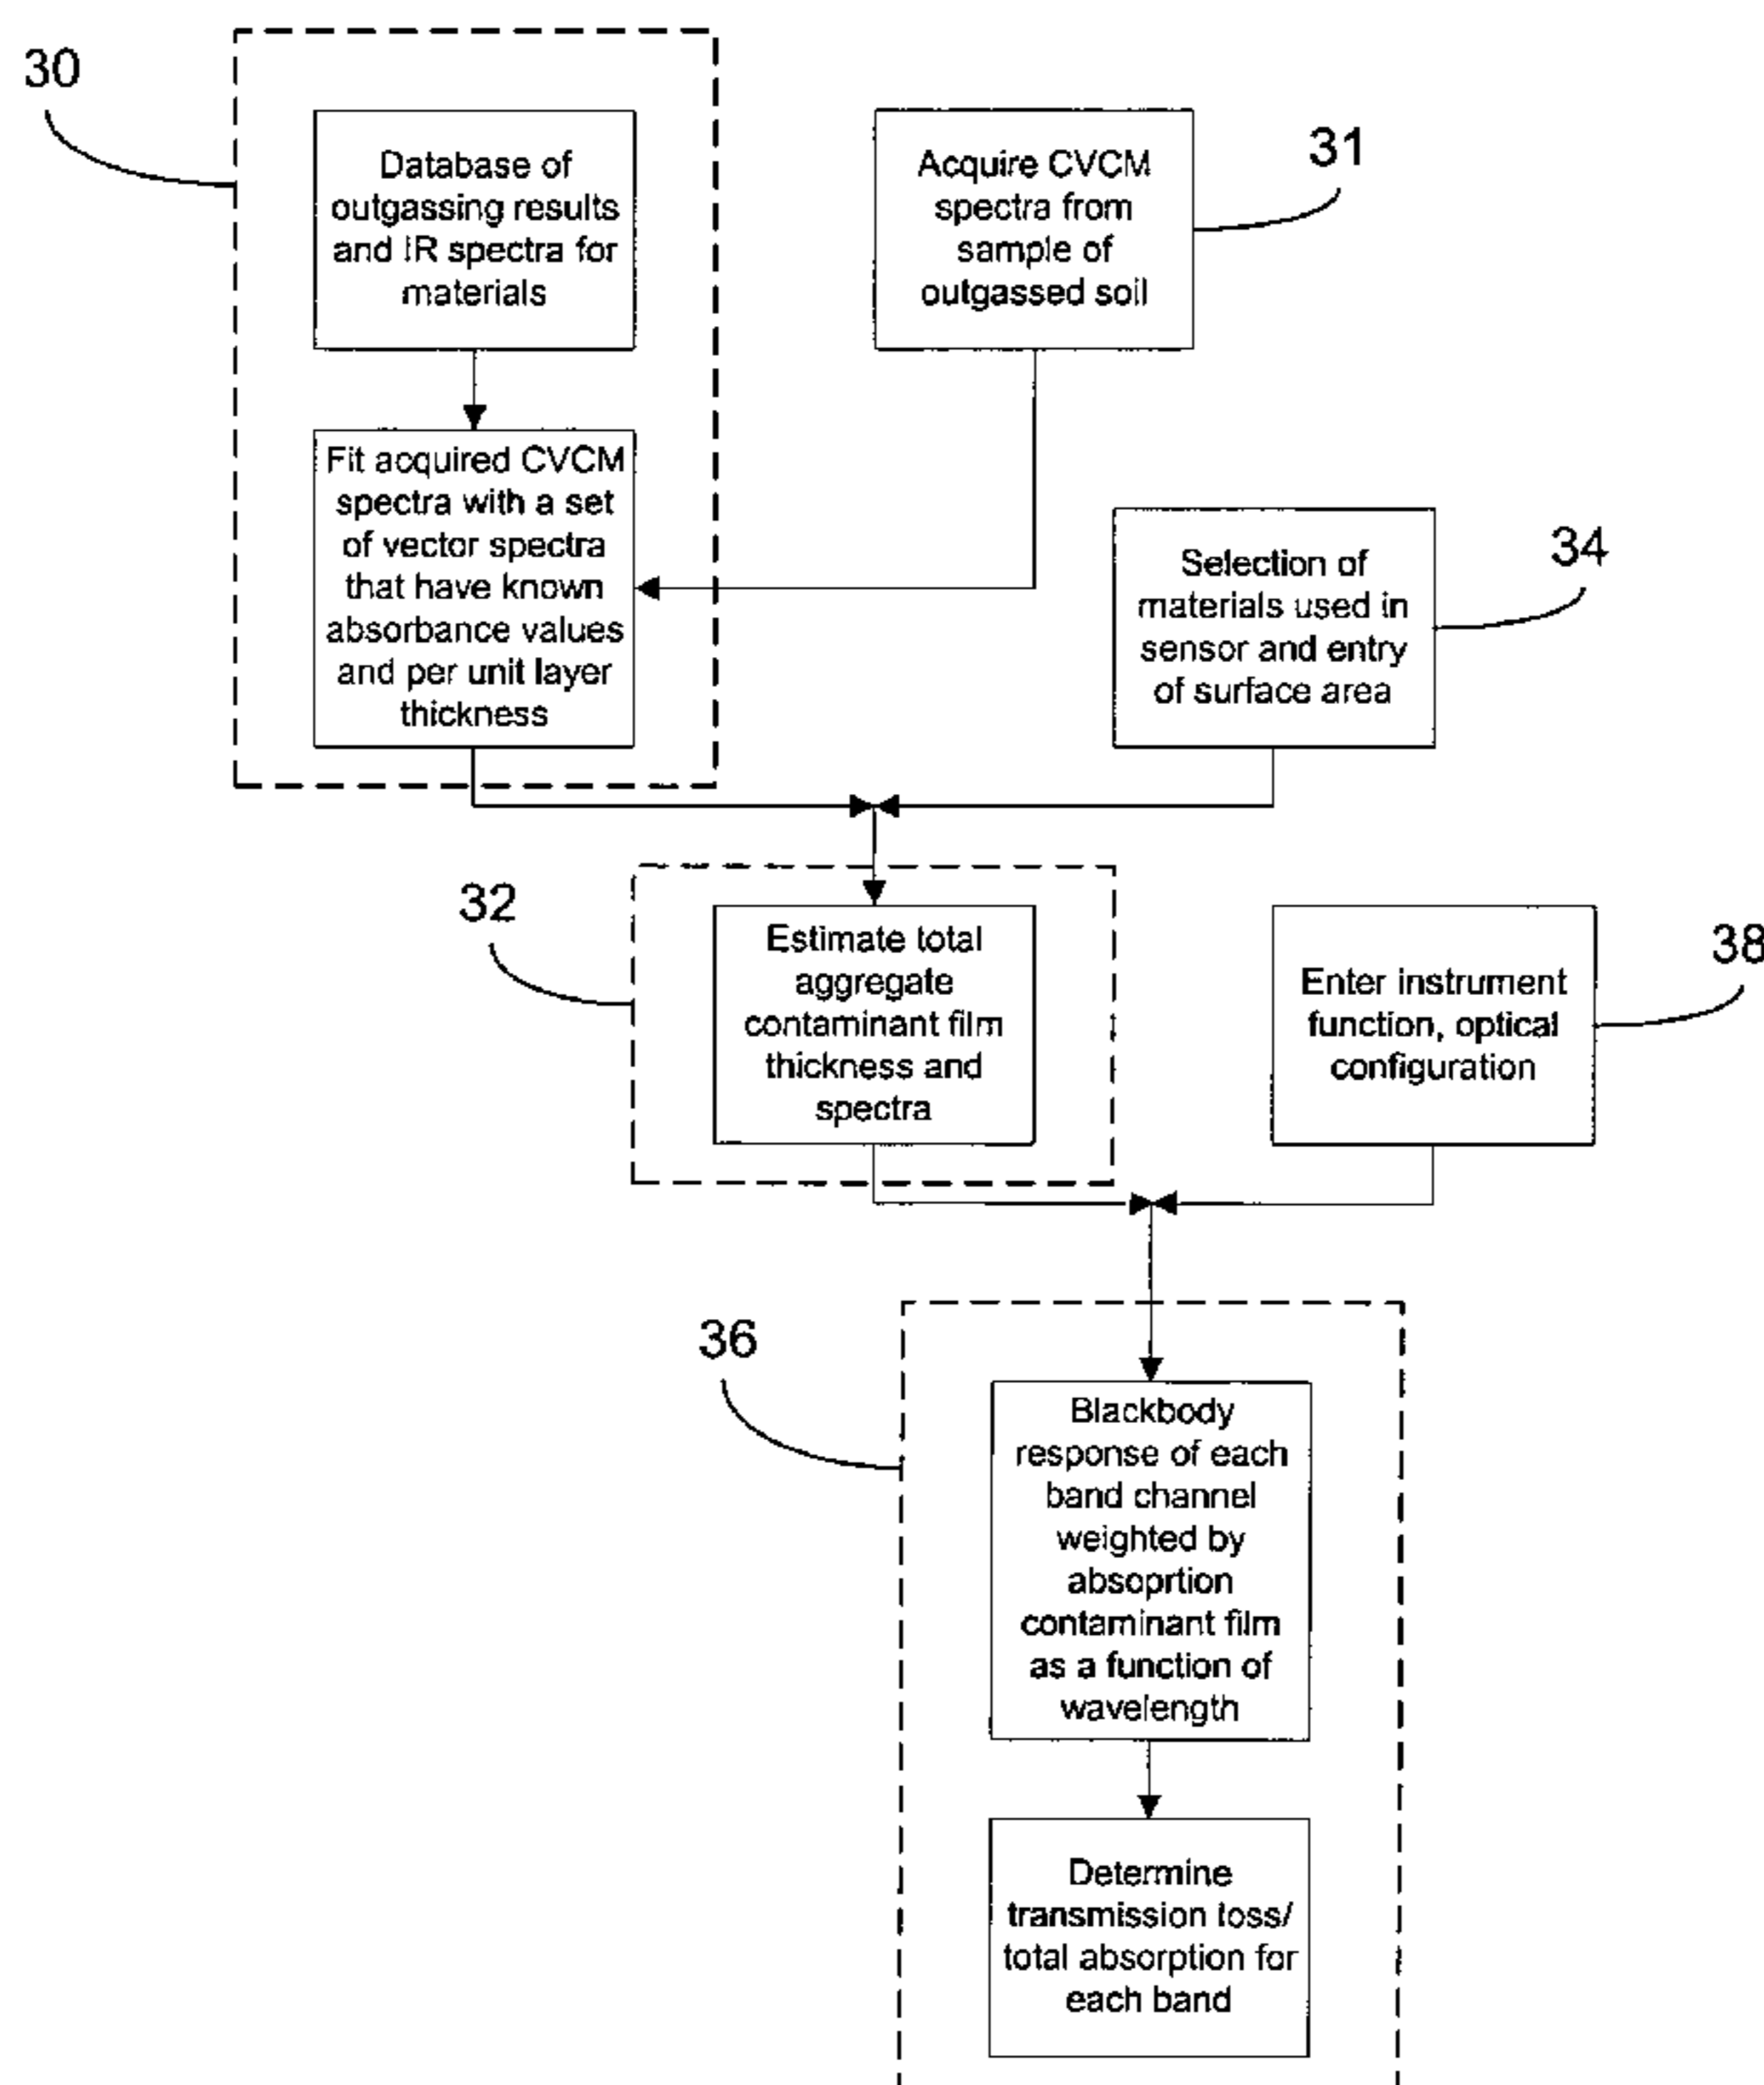 30
Database of
outgassing results
and IR spectra for
materials
Acquire CVCM
spectra from
sample of
outgassed soil
31
Fit acquired CVCM
spectra with a set
of vector spectra
that have known
absorbance values
and per unit layer
thickness
Selection of
materials used in
sensor and entry
of surface area
34
32
Estimate total
aggregate
contaminant film
thickness and
spectra
Enter instrument
function, optical
configuration
38
36
Blackbody
response of each
band channel
weighted by
absoprtion
contaminant film
as a function of
wavelength
Determine
transmission loss/
total absorption for
each band